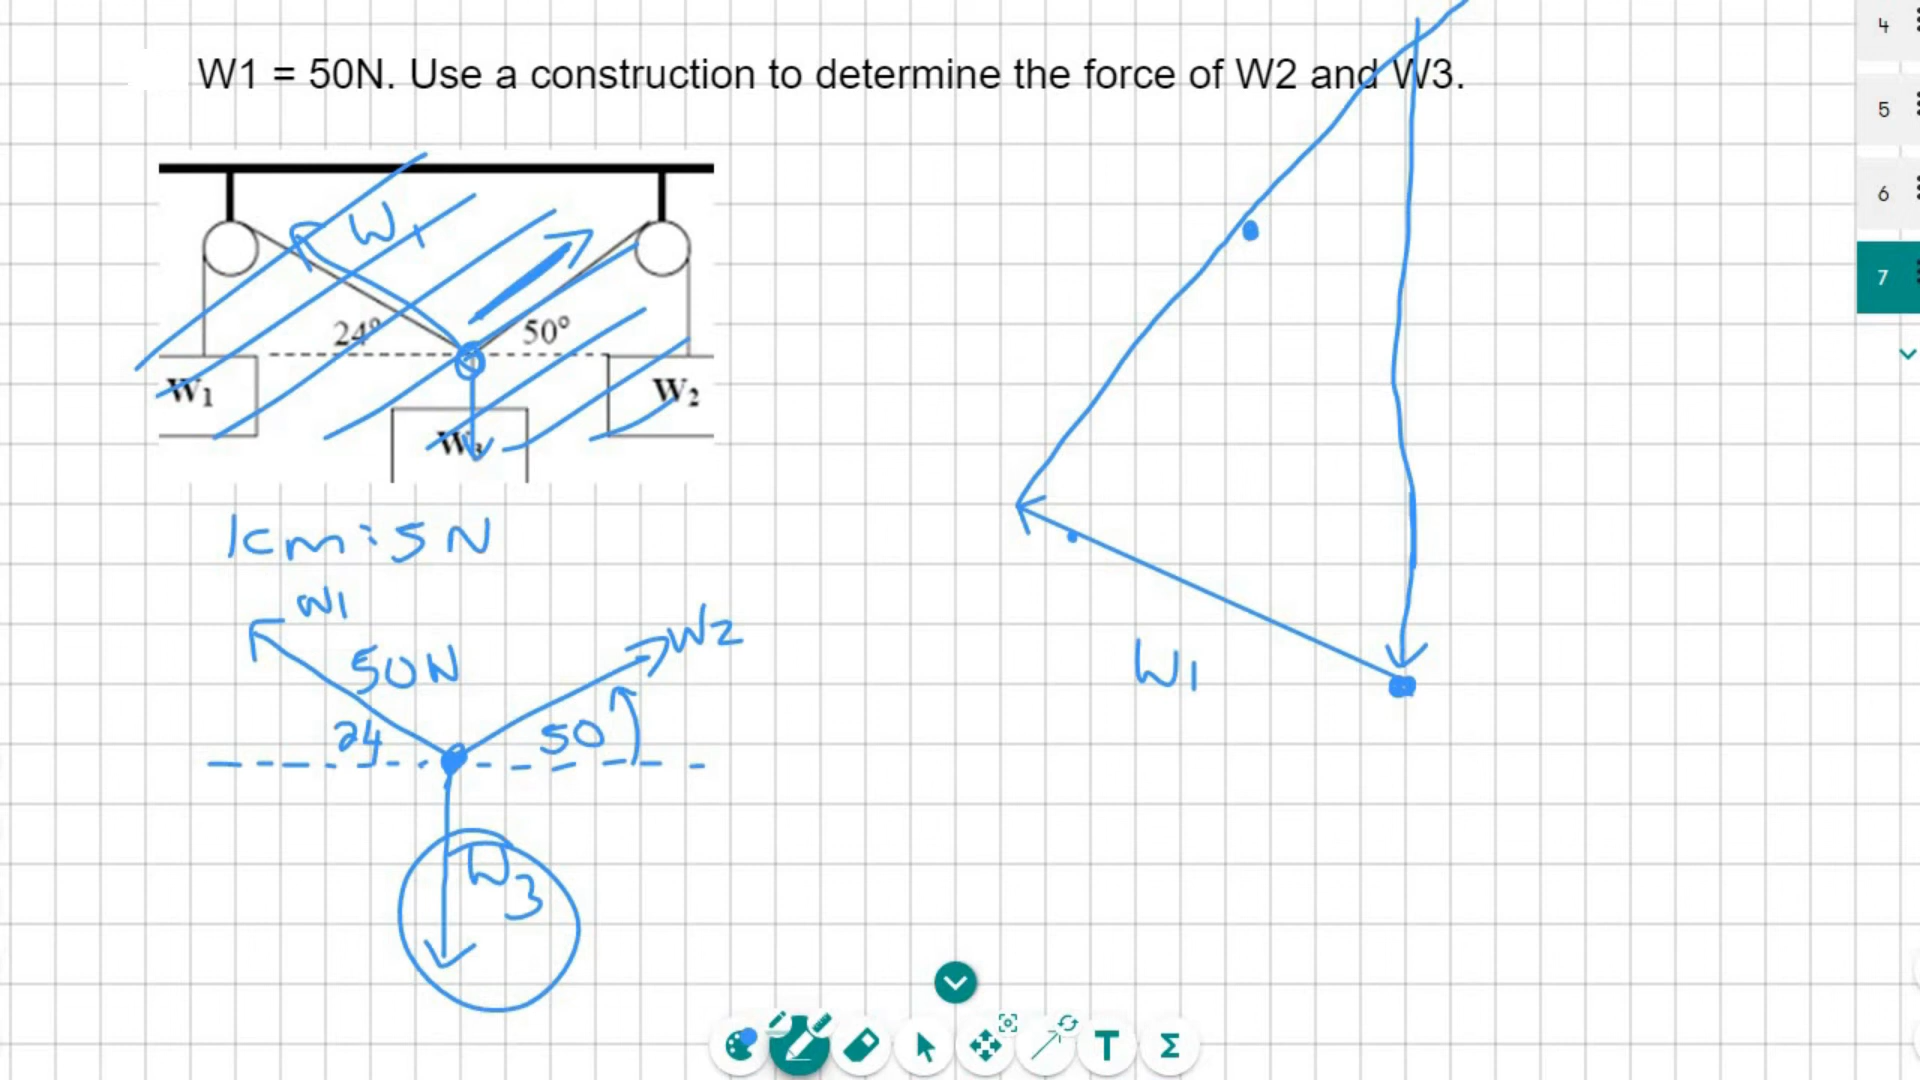 W1 = 50N. Use a construction to determine the force of W2 and W3.
W1
24° 50°
W1 W2
W3
1cm:5N
W1
50N
W2
24
50
W3
W1
4
5
6
7
T Σ